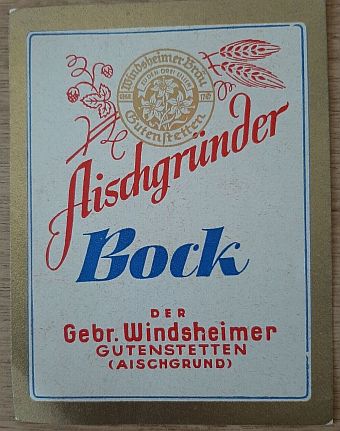 Windsheimer Bräu
Gutenstetten
Aischgründer
Bock
DER
Gebr. Windsheimer
GUTENSTETTEN
(AISCHGRUND)